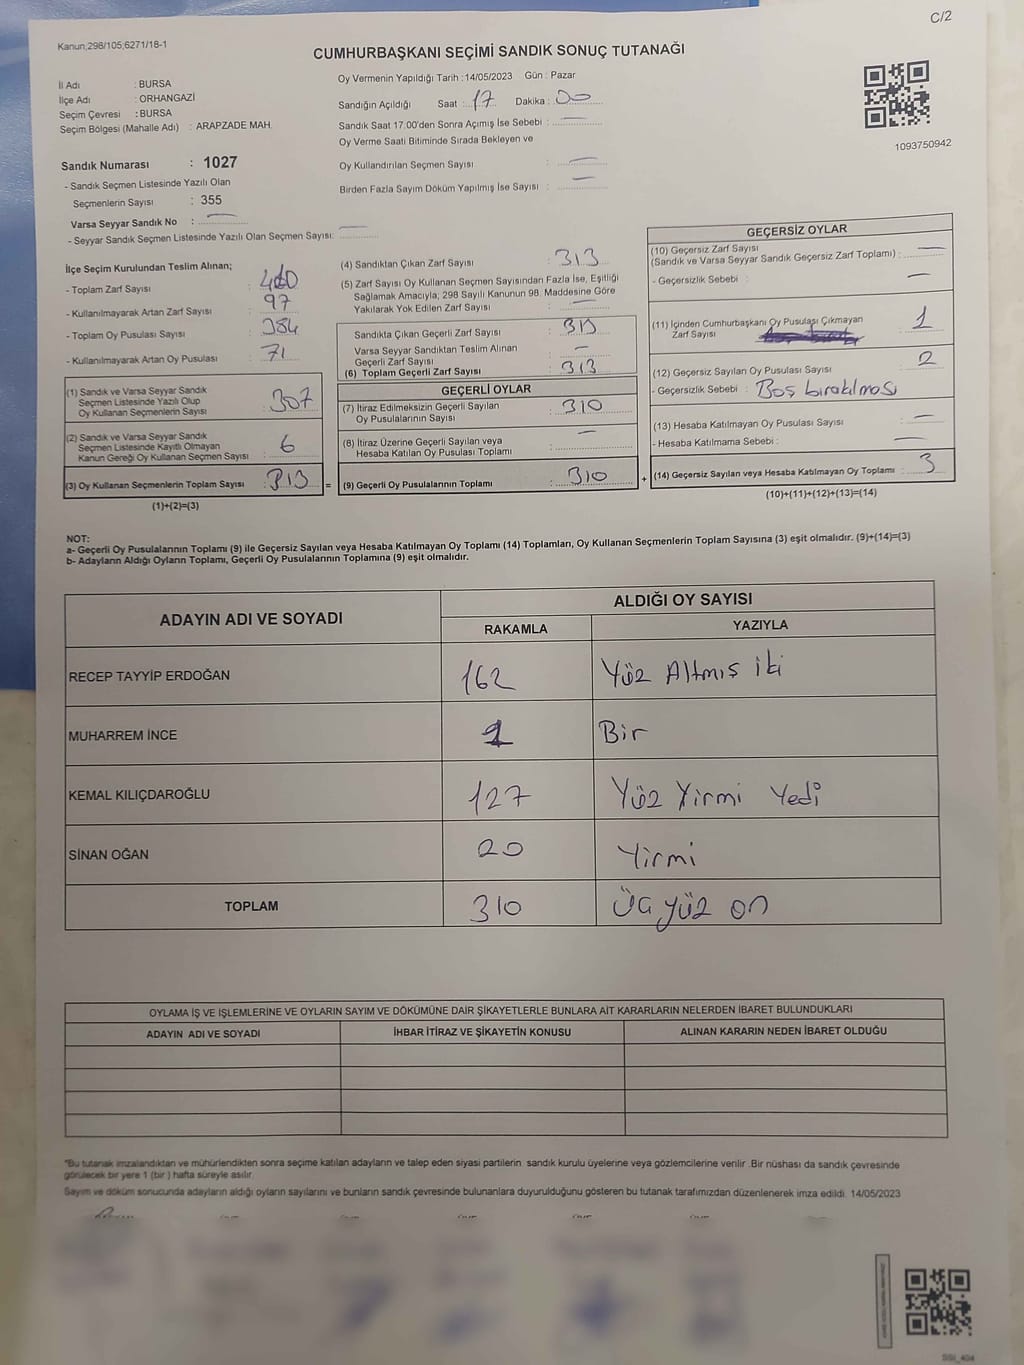 C/2
Kanun;298/105;6271/18-1
CUMHURBAŞKANI SEÇİMİ SANDIK SONUÇ TUTANAĞI
İl Adı : BURSA
İlçe Adı : ORHANGAZİ
Seçim Çevresi : BURSA
Seçim Bölgesi (Mahalle Adı) : ARAPZADE MAH.
Sandık Numarası : 1027
- Sandık Seçmen Listesinde Yazılı Olan
Seçmenlerin Sayısı : 355
Varsa Seyyar Sandık No : —
- Seyyar Sandık Seçmen Listesinde Yazılı Olan Seçmen Sayısı: —
Oy Vermenin Yapıldığı Tarih :14/05/2023 Gün : Pazar
Sandığın Açıldığı Saat : 17 Dakika : 00
Sandık Saat 17.00'den Sonra Açımış İse Sebebi : —
Oy Verme Saati Bitiminde Sırada Bekleyen ve
Oy Kullandırılan Seçmen Sayısı : —
Birden Fazla Sayım Döküm Yapılmış İse Sayısı : —
1093750942
İlçe Seçim Kurulundan Teslim Alınan;
- Toplam Zarf Sayısı :
- Kullanılmayarak Artan Zarf Sayısı : 97
- Toplam Oy Pusulası Sayısı : 384
- Kullanılmayarak Artan Oy Pusulası : 71
(1) Sandık ve Varsa Seyyar Sandık
Seçmen Listesinde Yazılı Olup
Oy Kullanan Seçmenlerin Sayısı : 307
(2) Sandık ve Varsa Seyyar Sandık
Seçmen Listesinde Kayıtlı Olmayan
Kanun Gereği Oy Kullanan Seçmen Sayısı : 6
(3) Oy Kullanan Seçmenlerin Toplam Sayısı : 313 =
(1)+(2)=(3)
(4) Sandıktan Çıkan Zarf Sayısı : 313
(5) Zarf Sayısı Oy Kullanan Seçmen Sayısından Fazla İse, Eşitliği
Sağlamak Amacıyla; 298 Sayılı Kanunun 98. Maddesine Göre
Yakılarak Yok Edilen Zarf Sayısı : —
Sandıkta Çıkan Geçerli Zarf Sayısı : 313
Varsa Seyyar Sandıktan Teslim Alınan
Geçerli Zarf Sayısı : —
(6) Toplam Geçerli Zarf Sayısı : 313
GEÇERLİ OYLAR
(7) İtiraz Edilmeksizin Geçerli Sayılan
Oy Pusulalarının Sayısı : 310
(8) İtiraz Üzerine Geçerli Sayılan veya
Hesaba Katılan Oy Pusulası Toplamı : —
(9) Geçerli Oy Pusulalarının Toplamı : 310 +
GEÇERSİZ OYLAR
(10) Geçersiz Zarf Sayısı
(Sandık ve Varsa Seyyar Sandık Geçersiz Zarf Toplamı) : —
- Geçersizlik Sebebi : —
(11) İçinden Cumhurbaşkanı Oy Pusulası Çıkmayan
Zarf Sayısı : 1
(12) Geçersiz Sayılan Oy Pusulası Sayısı : 2
- Geçersizlik Sebebi : Boş bırakılması
(13) Hesaba Katılmayan Oy Pusulası Sayısı : —
- Hesaba Katılmama Sebebi : —
(14) Geçersiz Sayılan veya Hesaba Katılmayan Oy Toplamı : 3
(10)+(11)+(12)+(13)=(14)
NOT:
a- Geçerli Oy Pusulalarının Toplamı (9) ile Geçersiz Sayılan veya Hesaba Katılmayan Oy Toplamı (14) Toplamları, Oy Kullanan Seçmenlerin Toplam Sayısına (3) eşit olmalıdır. (9)+(14)=(3)
b- Adayların Aldığı Oyların Toplamı, Geçerli Oy Pusulalarının Toplamına (9) eşit olmalıdır.
ADAYIN ADI VE SOYADI ALDIĞI OY SAYISI
RAKAMLA YAZIYLA
RECEP TAYYİP ERDOĞAN 162 Yüz Altmış iki
MUHARREM İNCE 1 Bir
KEMAL KILIÇDAROĞLU 127 Yüz Yirmi Yedi
SİNAN OĞAN 20 Yirmi
TOPLAM 310 Üç yüz on
OYLAMA İŞ VE İŞLEMLERİNE VE OYLARIN SAYIM VE DÖKÜMÜNE DAİR ŞİKAYETLERLE BUNLARA AİT KARARLARIN NELERDEN İBARET BULUNDUKLARI
ADAYIN ADI VE SOYADI İHBAR İTİRAZ VE ŞİKAYETİN KONUSU ALINAN KARARIN NEDEN İBARET OLDUĞU
*Bu tutanak imzalandıktan ve mühürlendikten sonra seçime katılan adayların ve talep eden siyasi partilerin sandık kurulu üyelerine veya gözlemcilerine verilir .Bir nüshası da sandık çevresinde
görülecek bir yere 1 (bir ) hafta süreyle asılır.
Sayım ve döküm sonucunda adayların aldığı oyların sayılarını ve bunların sandık çevresinde bulunanlara duyurulduğunu gösteren bu tutanak tarafımızdan düzenlenerek imza edildi. 14/05/2023